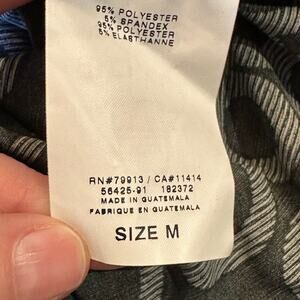 95% POLYESTER
5% SPANDEX
95% POLYESTER
5% ELASTHANNE
RN#79913 / CA#11414
56425-91 182372
MADE IN GUATEMALA
FABRIQUE EN GUATEMALA
SIZE M